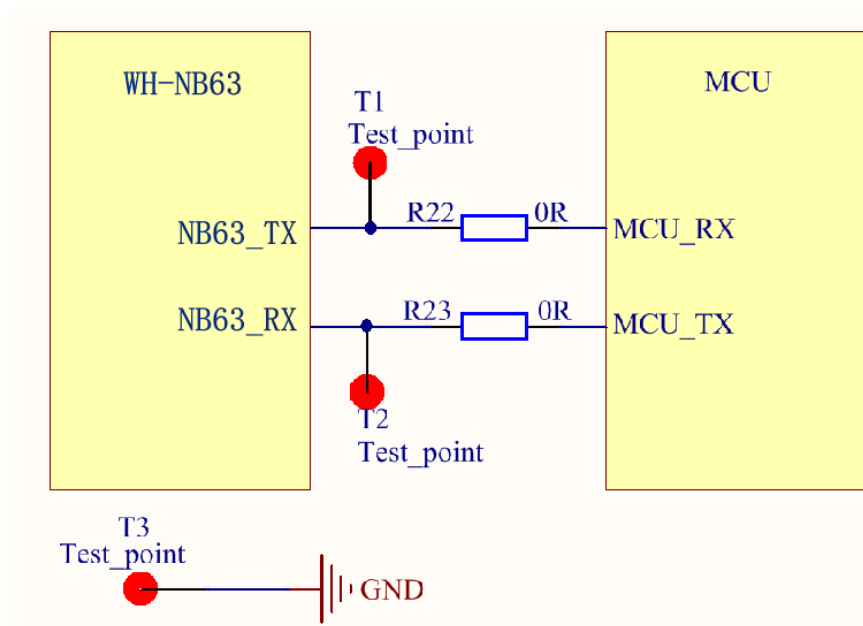 WH-NB63
MCU
T1
Test_point
R22
0R
NB63_TX
MCU_RX
R23
0R
NB63_RX
MCU_TX
T2
Test_point
T3
Test_point
GND